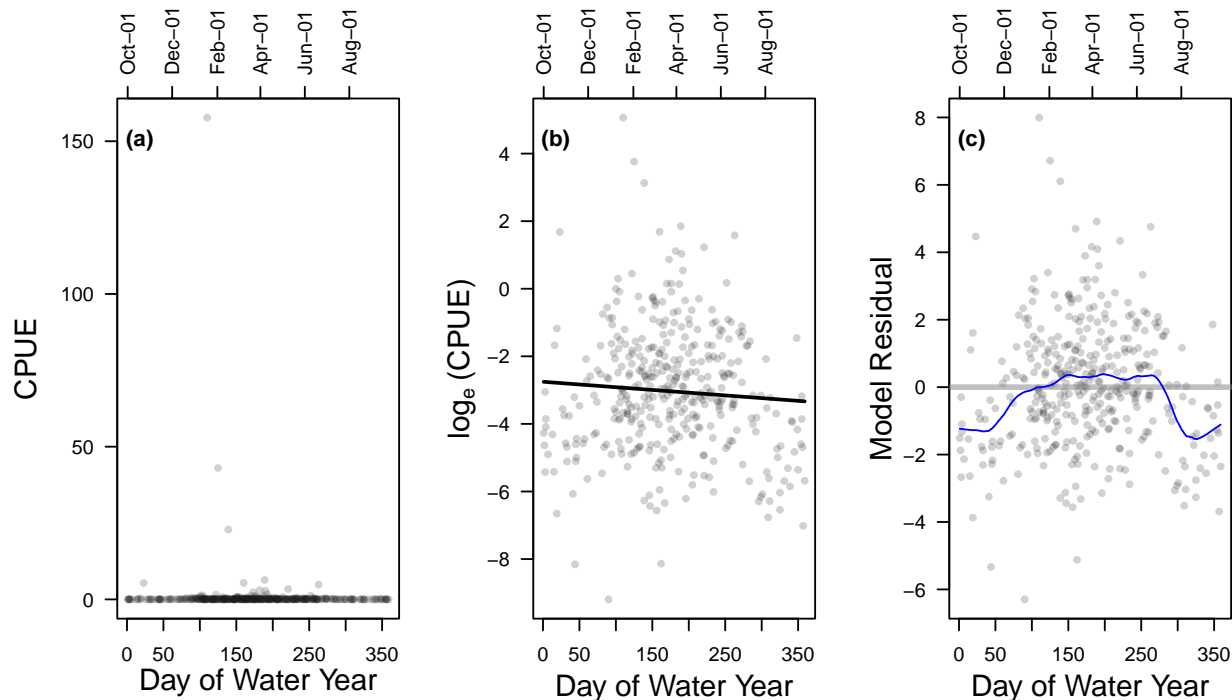 Oct−01 Dec−01 Feb−01 Apr−01 Jun−01 Aug−01
(a)
CPUE
150
100
50
0
0 50 150 250 350
Day of Water Year
Oct−01 Dec−01 Feb−01 Apr−01 Jun−01 Aug−01
(b)
logₑ (CPUE)
4
2
0
−2
−4
−6
−8
0 50 150 250 350
Day of Water Year
Oct−01 Dec−01 Feb−01 Apr−01 Jun−01 Aug−01
(c)
Model Residual
8
6
4
2
0
−2
−4
−6
0 50 150 250 350
Day of Water Year